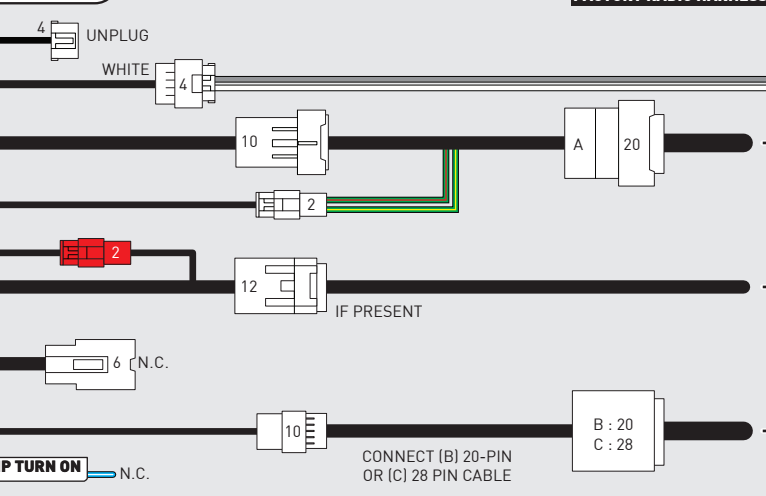 4 UNPLUG
WHITE
4
10
A
20
2
2
12
IF PRESENT
6 N.C.
10
B : 20
C : 28
CONNECT (B) 20-PIN
OR (C) 28 PIN CABLE
P TURN ON
N.C.